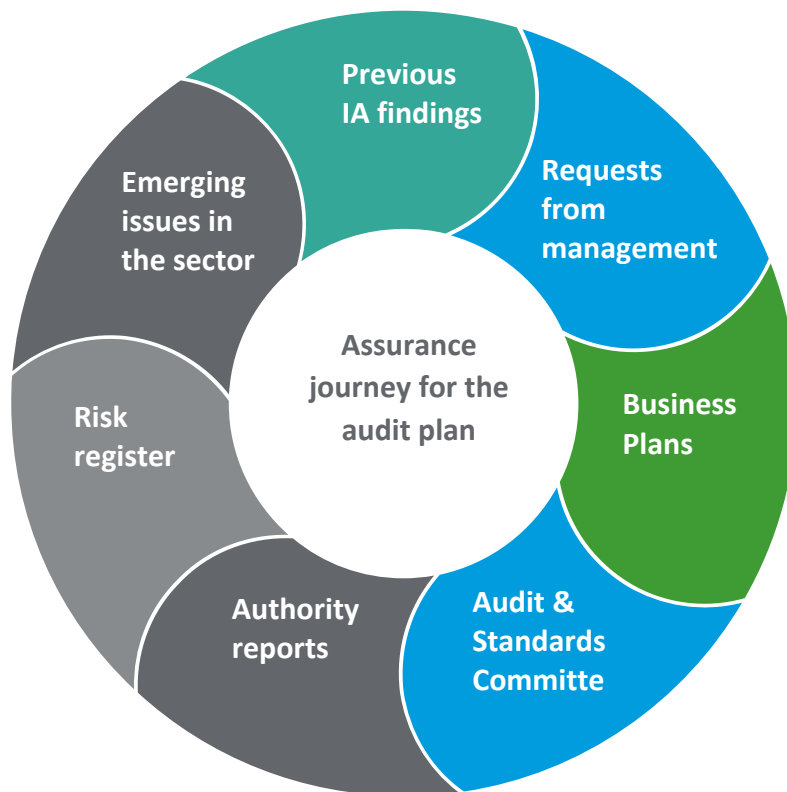 Previous
IA findings
Requests
from
management
Business
Plans
Audit &
Standards
Committe
Authority
reports
Risk
register
Emerging
issues in
the sector
Assurance
journey for the
audit plan